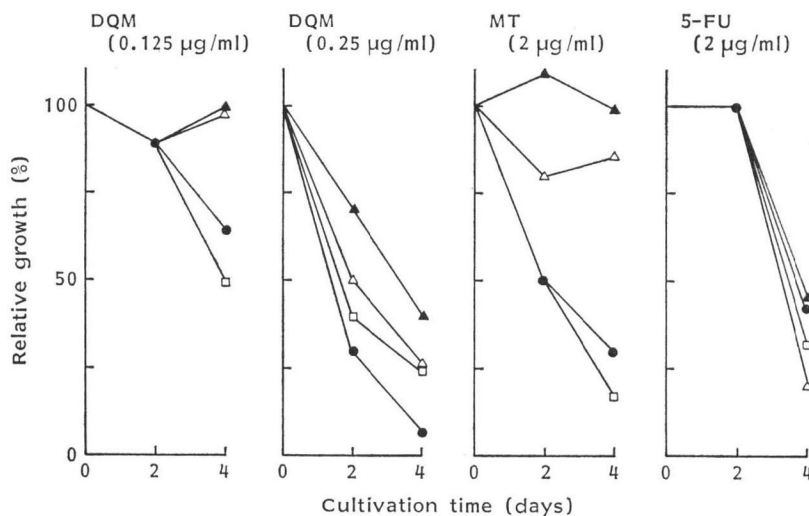 DQM
(0.125 µg/ml)
DQM
(0.25 µg/ml)
MT
(2 µg/ml)
5-FU
(2 µg/ml)
Relative growth (%)
100
50
0
0 2 4
0 2 4
0 2 4
0 2 4
Cultivation time (days)